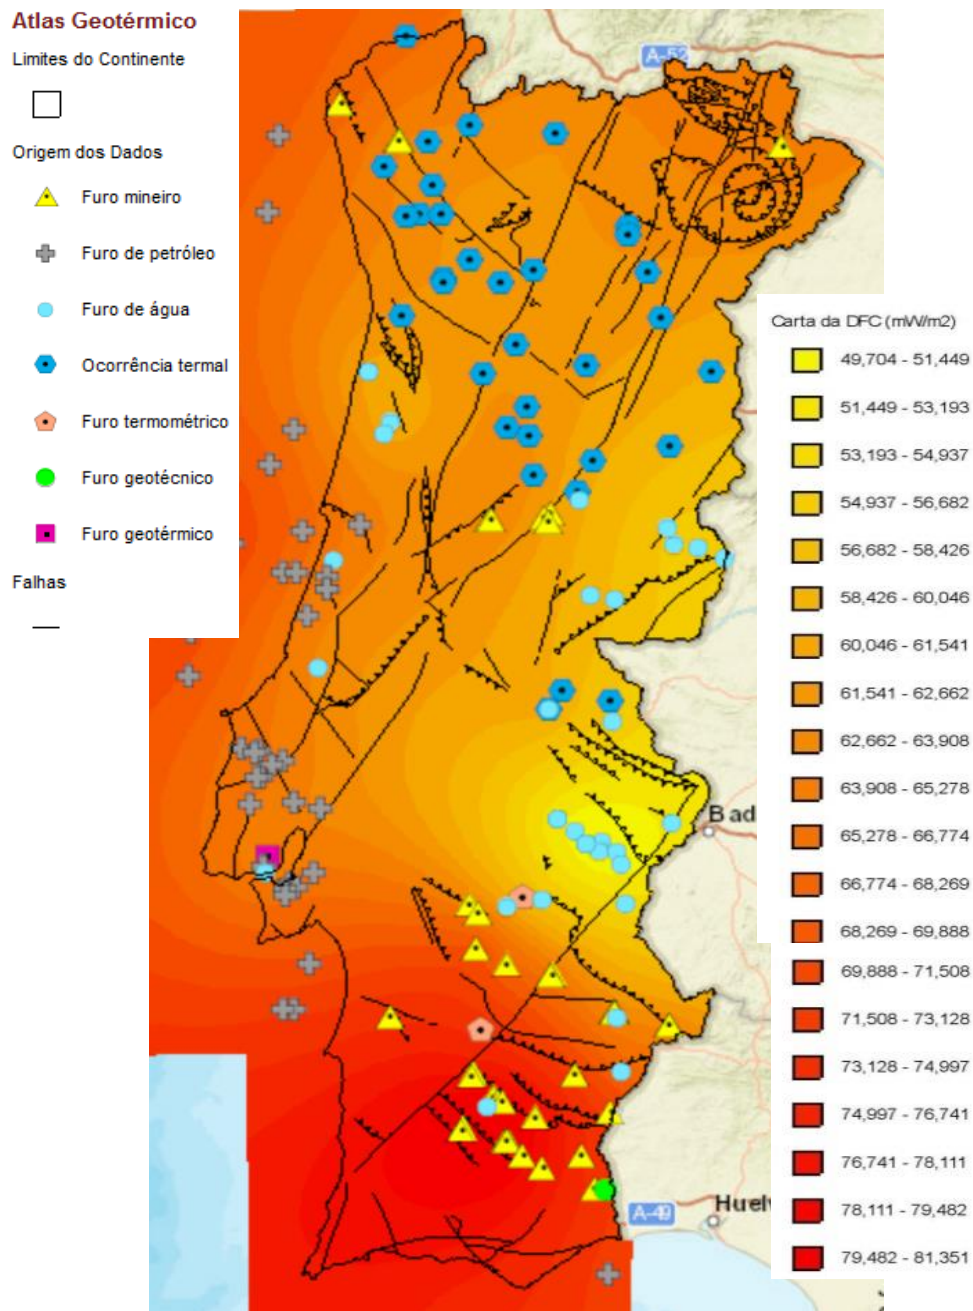 Atlas Geotérmico
Limites do Continente
Origem dos Dados
Furo mineiro
Furo de petróleo
Furo de água
Ocorrência termal
Furo termométrico
Furo geotécnico
Furo geotérmico
Falhas
A-52
Carta da DFC (mW/m2)
49,704 - 51,449
51,449 - 53,193
53,193 - 54,937
54,937 - 56,682
56,682 - 58,426
58,426 - 60,046
60,046 - 61,541
61,541 - 62,662
62,662 - 63,908
63,908 - 65,278
65,278 - 66,774
66,774 - 68,269
68,269 - 69,888
69,888 - 71,508
71,508 - 73,128
73,128 - 74,997
74,997 - 76,741
76,741 - 78,111
78,111 - 79,482
79,482 - 81,351
Bad
A-49
Huelv